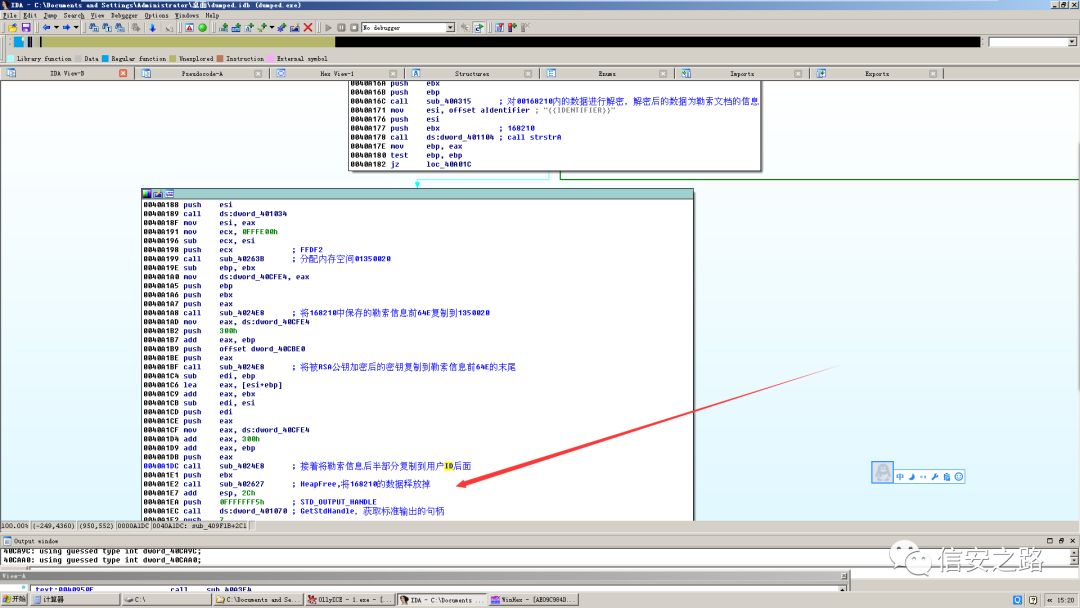 IDA - C:\Documents and Settings\Administrator\桌面\dumped.idb (dumped.exe)
File Edit Jump Search View Debugger Options Windows Help
No debugger
Library function Data Regular function Unexplored Instruction External symbol
IDA View-B Pseudocode-A Hex View-1 Structures Enums Imports Exports
0040A16A push ebx
0040A16B push ebp
0040A16C call sub_40A315 ; 对00168210内的数据进行解密，解密后的数据为勒索文档的信息
0040A171 mov esi, offset aIdentifier ; "{{IDENTIFIER}}"
0040A176 push esi
0040A177 push ebx ; 168210
0040A178 call ds:dword_401104 ; call strstrA
0040A17E mov ebp, eax
0040A180 test ebp, ebp
0040A182 jz loc_40A01C
0040A188 push esi
0040A189 call ds:dword_401034
0040A18F mov esi, eax
0040A191 mov ecx, 0FFFE00h
0040A196 sub ecx, esi
0040A198 push ecx ; FFDF2
0040A199 call sub_40263B ; 分配内存空间01350020
0040A19E sub ebp, ebx
0040A1A0 mov ds:dword_40CFE4, eax
0040A1A5 push ebp
0040A1A6 push ebx
0040A1A7 push eax
0040A1A8 call sub_4024E8 ; 将168210中保存的勒索信息前64E复制到1350020
0040A1AD mov eax, ds:dword_40CFE4
0040A1B2 push 300h
0040A1B7 add eax, ebp
0040A1B9 push offset dword_40CBE0
0040A1BE push eax
0040A1BF call sub_4024E8 ; 将被RSA公钥加密后的密钥复制到勒索信息前64E的末尾
0040A1C4 sub edi, ebp
0040A1C6 lea eax, [esi+ebp]
0040A1C9 add eax, ebx
0040A1CB sub edi, esi
0040A1CD push edi
0040A1CE push eax
0040A1CF mov eax, ds:dword_40CFE4
0040A1D4 add eax, 300h
0040A1D9 add eax, ebp
0040A1DB push eax
0040A1DC call sub_4024E8 ; 接着将勒索信息后半部分复制到用户ID后面
0040A1E1 push ebx
0040A1E2 call sub_402627 ; HeapFree,将168210的数据释放掉
0040A1E7 add esp, 2Ch
0040A1EA push 0FFFFFFF5h ; STD_OUTPUT_HANDLE
0040A1EC call ds:dword_401070 ; GetStdHandle, 获取标准输出的句柄
中
100.00% (-249,4360) (950,552) 0000A1DC 0040A1DC: sub_409F1B+2C1
Output window
40CA9C: using guessed type int dword_40CA9C;
40CAA0: using guessed type int dword_40CAA0;
View-A
.text:0040950F call sub_4030E4
信安之路
开始 计算器 C:\ C:\Documents and Se... OllyICE - 1.exe - [... IDA - C:\Documents ... WinHex - [AE09C984D... 15:20